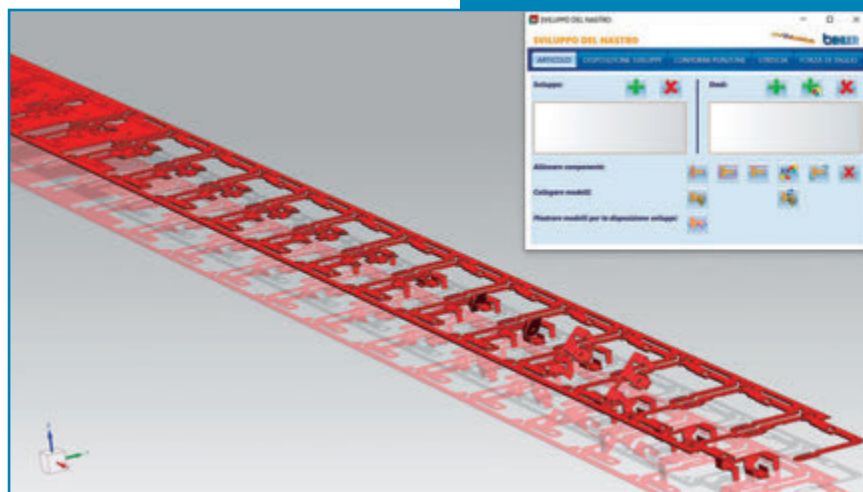 SVILUPPO DEL NASTRO
SVILUPPO DEL NASTRO
ARTICOLO DISPOSIZIONE SVILUPPI CONFORMI PUNZONE STRISCIA FORZA DI TAGLIO
Sviluppo: Stadi:
Allineare componente:
Collegare modelli:
Mostrare modelli per la disposizione sviluppi: